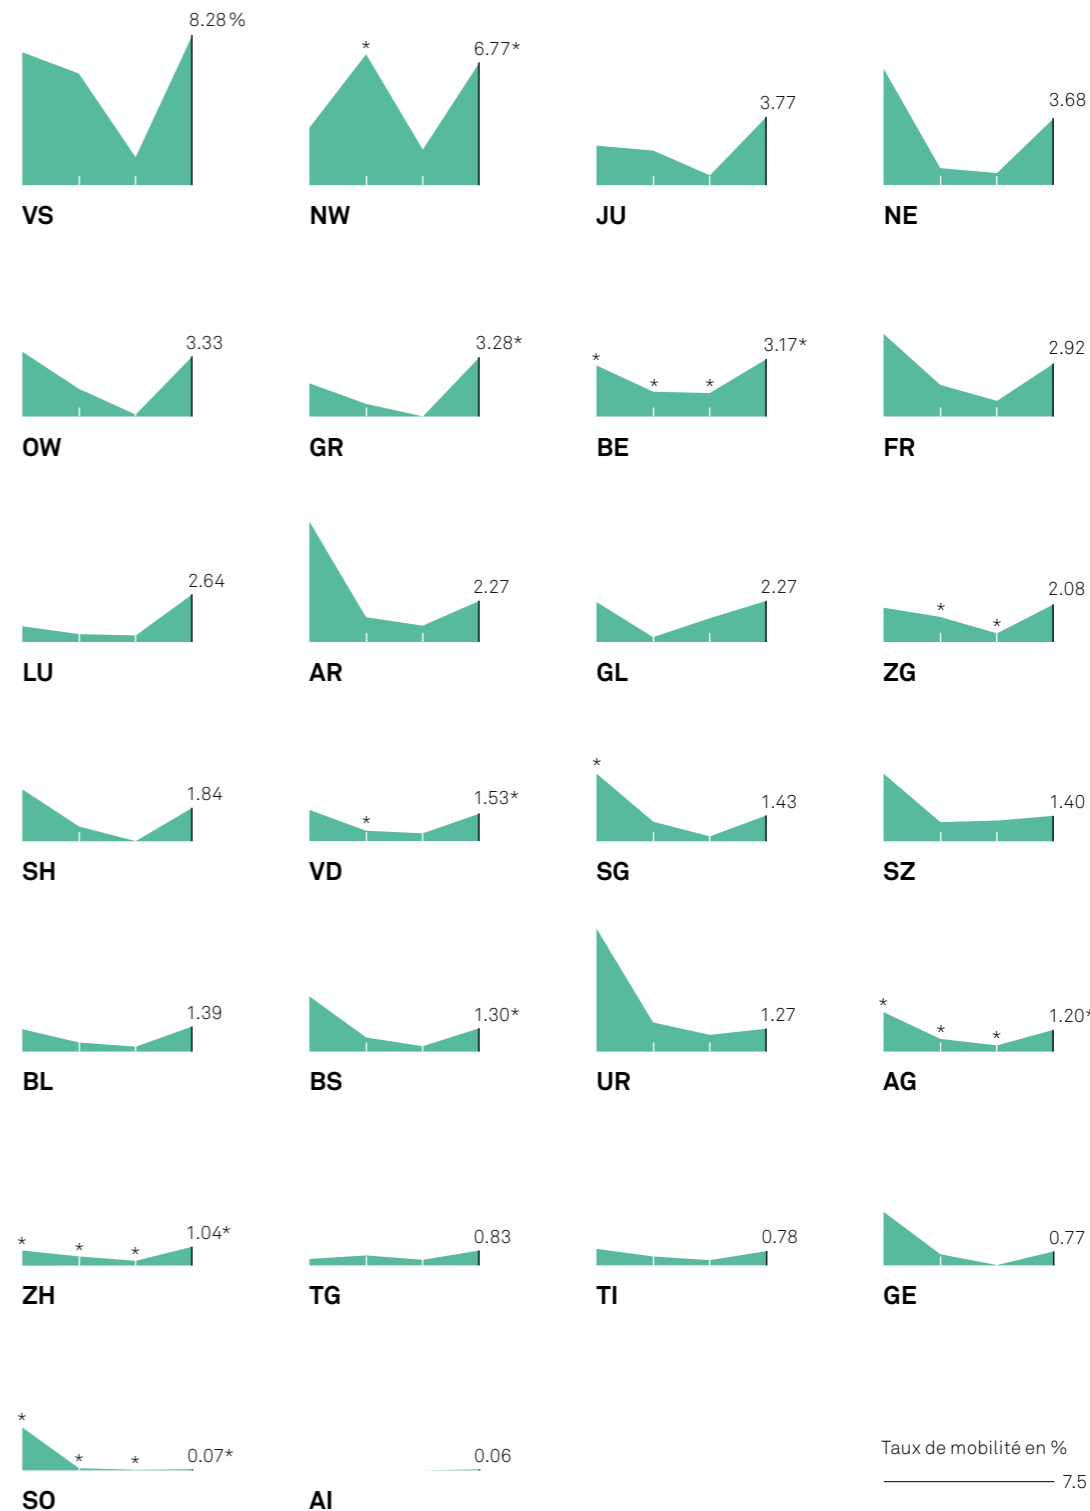 8.28 %
* 6.77*
3.77
3.68
VS NW JU NE
3.33
3.28*
* * * 3.17*
2.92
OW GR BE FR
2.64
2.27
2.27
* * 2.08
LU AR GL ZG
1.84
* 1.53*
* 1.43
1.40
SH VD SG SZ
1.39
1.30*
1.27
* * * 1.20*
BL BS UR AG
* * * 1.04*
0.83
0.78
0.77
ZH TG TI GE
* * * 0.07*
0.06
Taux de mobilité en %
7.5
SO AI